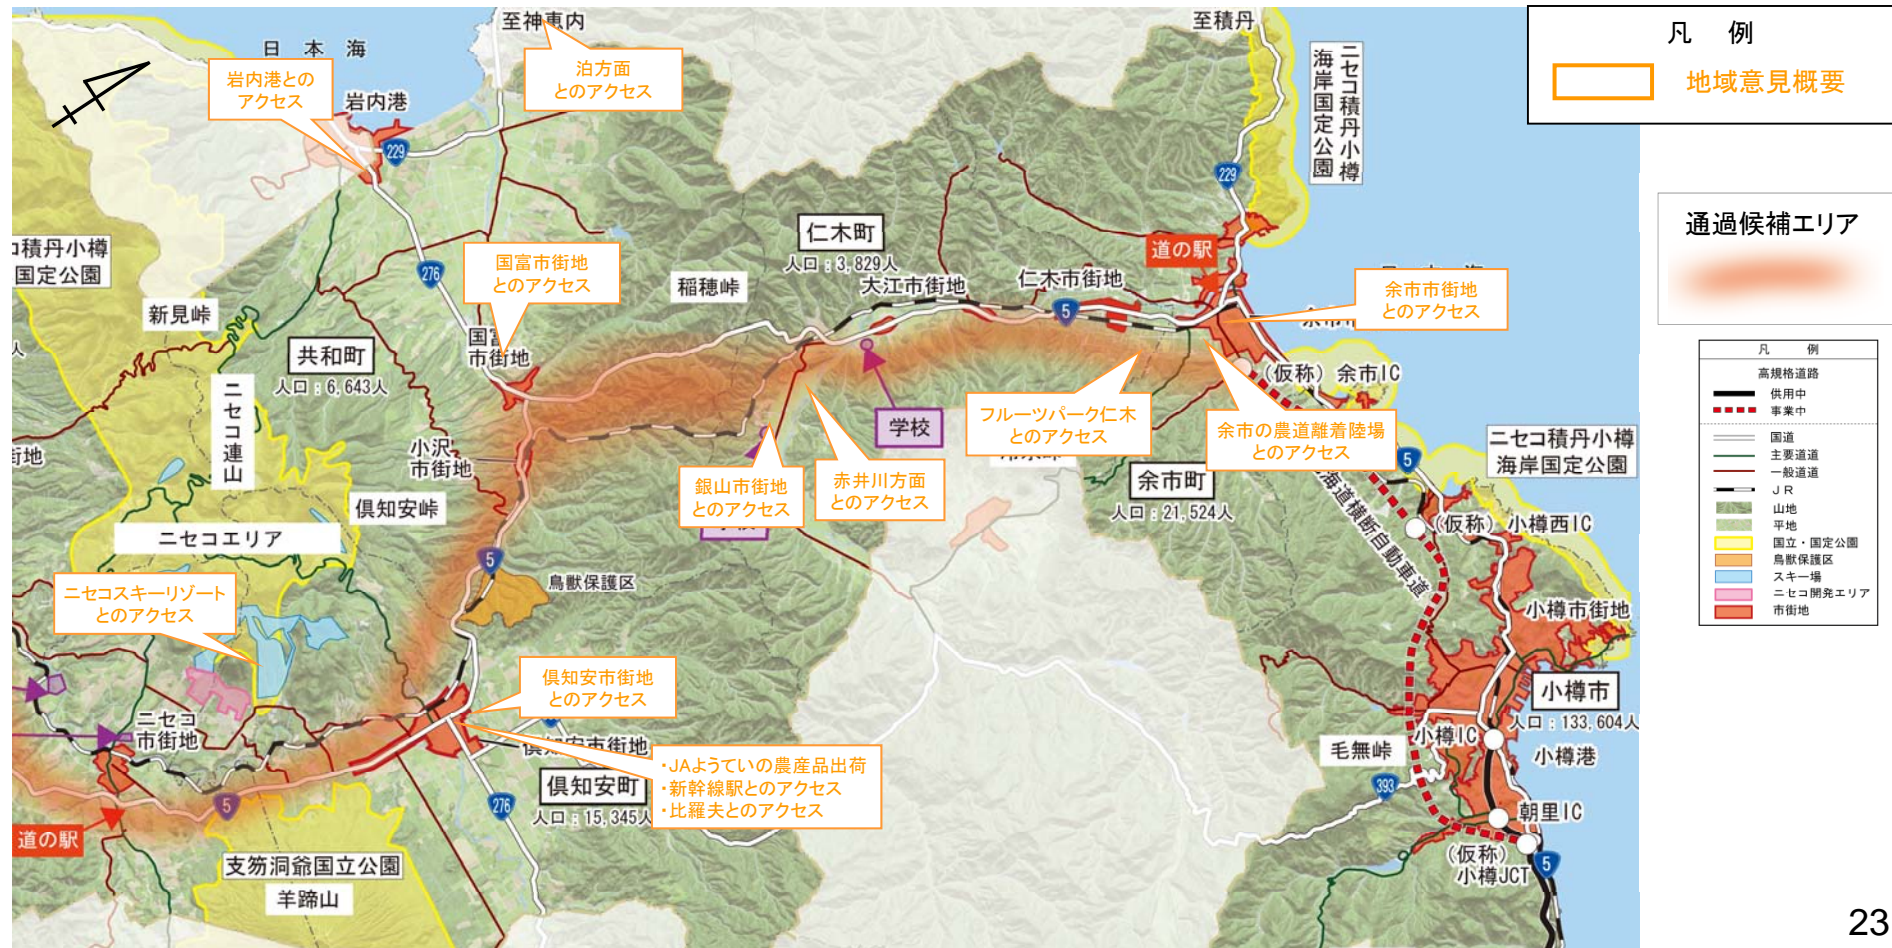 至神恵内
至積丹
日本海
岩内港との
アクセス
泊方面
とのアクセス
岩内港
229
ニセコ積丹小樽
海岸国定公園
229
凡 例
地域意見概要
通過候補エリア
凡 例
高規格道路
供用中
事業中
国道
主要道道
一般道道
JR
山地
平地
国立・国定公園
鳥獣保護区
スキー場
ニセコ開発エリア
市街地
コ積丹小樽
国定公園
新見峠
276
国富市街地
とのアクセス
稲穂峠
仁木町
人口:3,829人
大江市街地
仁木市街地
5
道の駅
余市市街地
とのアクセス
共和町
人口:6,643人
市街地
(仮称)余市IC
ニセコ連山
小沢
市街地
倶知安峠
ニセコエリア
街地
学校
フルーツパーク仁木
とのアクセス
余市の農道離着陸場
とのアクセス
銀山市街地
とのアクセス
赤井川方面
とのアクセス
余市町
人口:21,524人
ニセコ積丹小樽
海岸国定公園
5
(仮称)小樽西IC
海道横断自動車道
小樽市街地
5
鳥獣保護区
ニセコスキーリゾート
とのアクセス
倶知安市街地
とのアクセス
倶知安市街地
・JAようていの農産品出荷
・新幹線駅とのアクセス
・比羅夫とのアクセス
倶知安町
人口:15,345人
276
ニセコ
市街地
5
道の駅
支笏洞爺国立公園
羊蹄山
小樽市
人口:133,604人
小樽IC
小樽港
毛無峠
393
朝里IC
(仮称)
小樽JCT
5
23